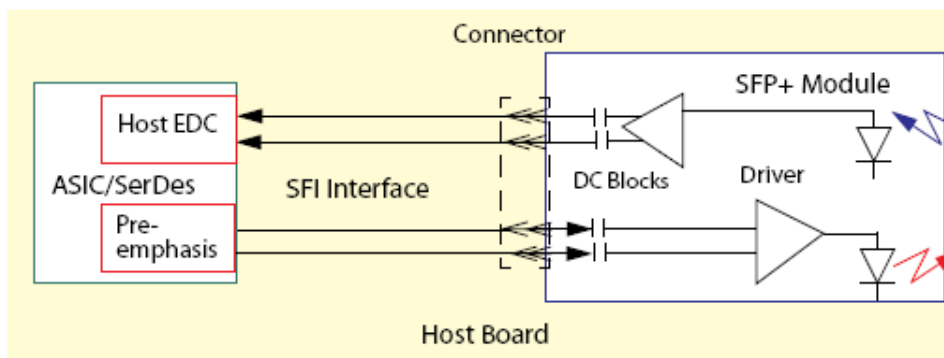 Connector
SFP+ Module
Host EDC
ASIC/SerDes
SFI Interface
DC Blocks
Driver
Pre-
emphasis
Host Board